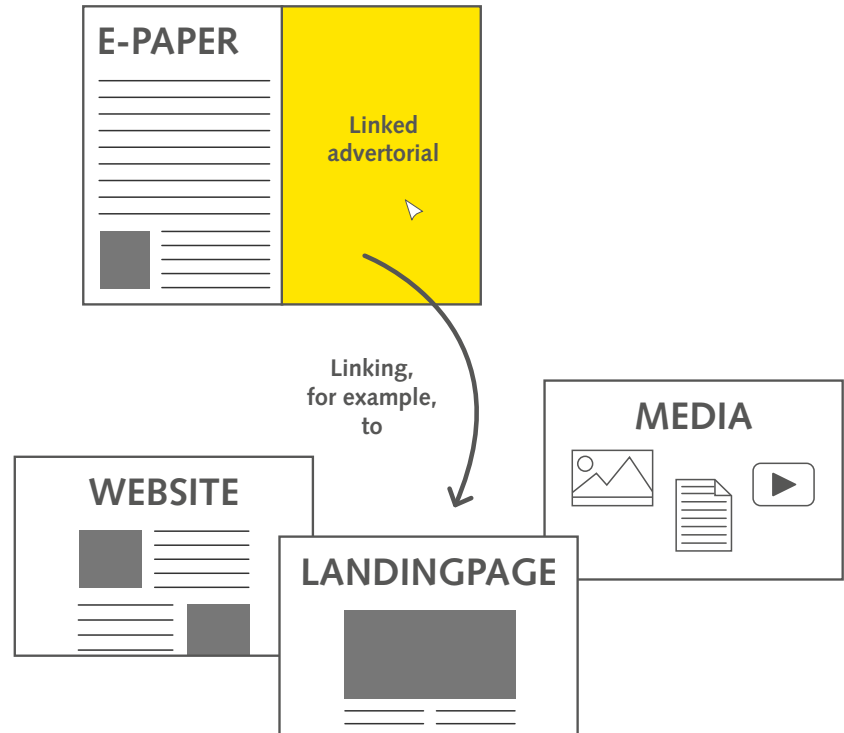 E-PAPER
Linked
advertorial
Linking,
for example,
to
MEDIA
WEBSITE
LANDINGPAGE